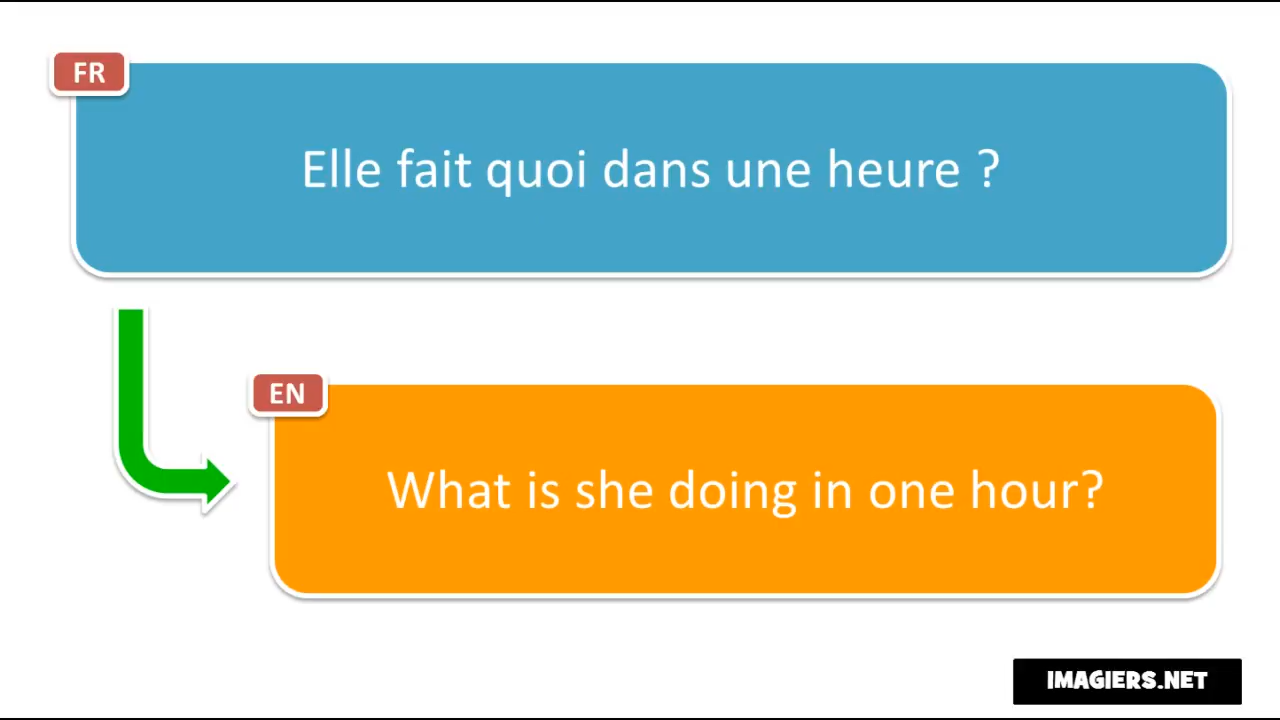 FR
Elle fait quoi dans une heure ?
EN
What is she doing in one hour?
IMAGIERS.NET